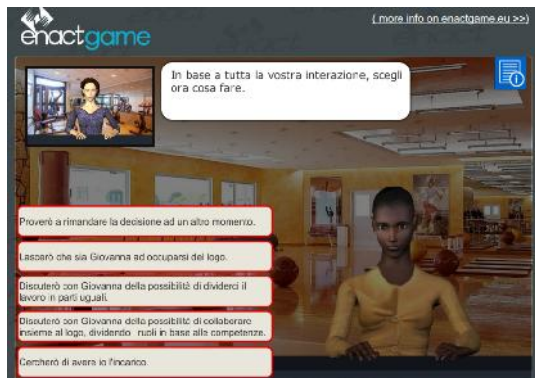 enactgame
( more info on enactgame.eu >>)
In base a tutta la vostra interazione, scegli
ora cosa fare.
Proverò a rimandare la decisione ad un altro momento.
Lascerò che sia Giovanna ad occuparsi del logo.
Discuterò con Giovanna della possibilità di dividerci il
lavoro in parti uguali.
Discuterò con Giovanna della possibilità di collaborare
insieme al logo, dividendo ruoli in base alle competenze.
Cercherò di avere io l'incarico.